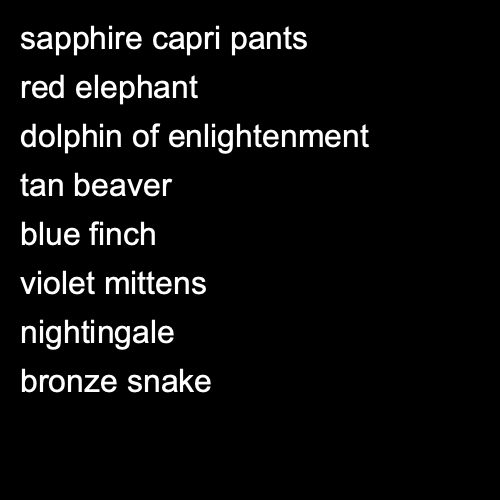 sapphire capri pants
red elephant
dolphin of enlightenment
tan beaver
blue finch
violet mittens
nightingale
bronze snake